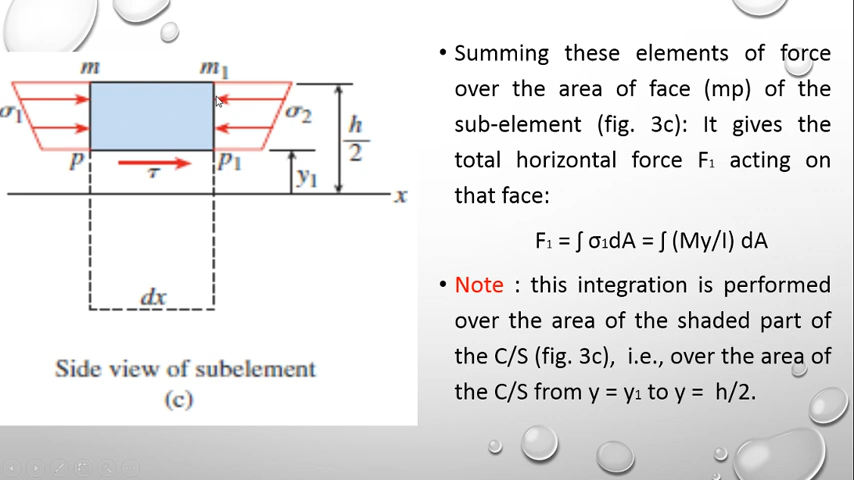 m
m₁
σ₁
σ₂
h
2
p
τ
p₁
y₁
x
dx
Side view of subelement
(c)
• Summing these elements of force
over the area of face (mp) of the
sub-element (fig. 3c): It gives the
total horizontal force F₁ acting on
that face:
F₁ = ∫ σ₁dA = ∫ (My/I) dA
• Note : this integration is performed
over the area of the shaded part of
the C/S (fig. 3c), i.e., over the area of
the C/S from y = y₁ to y = h/2.